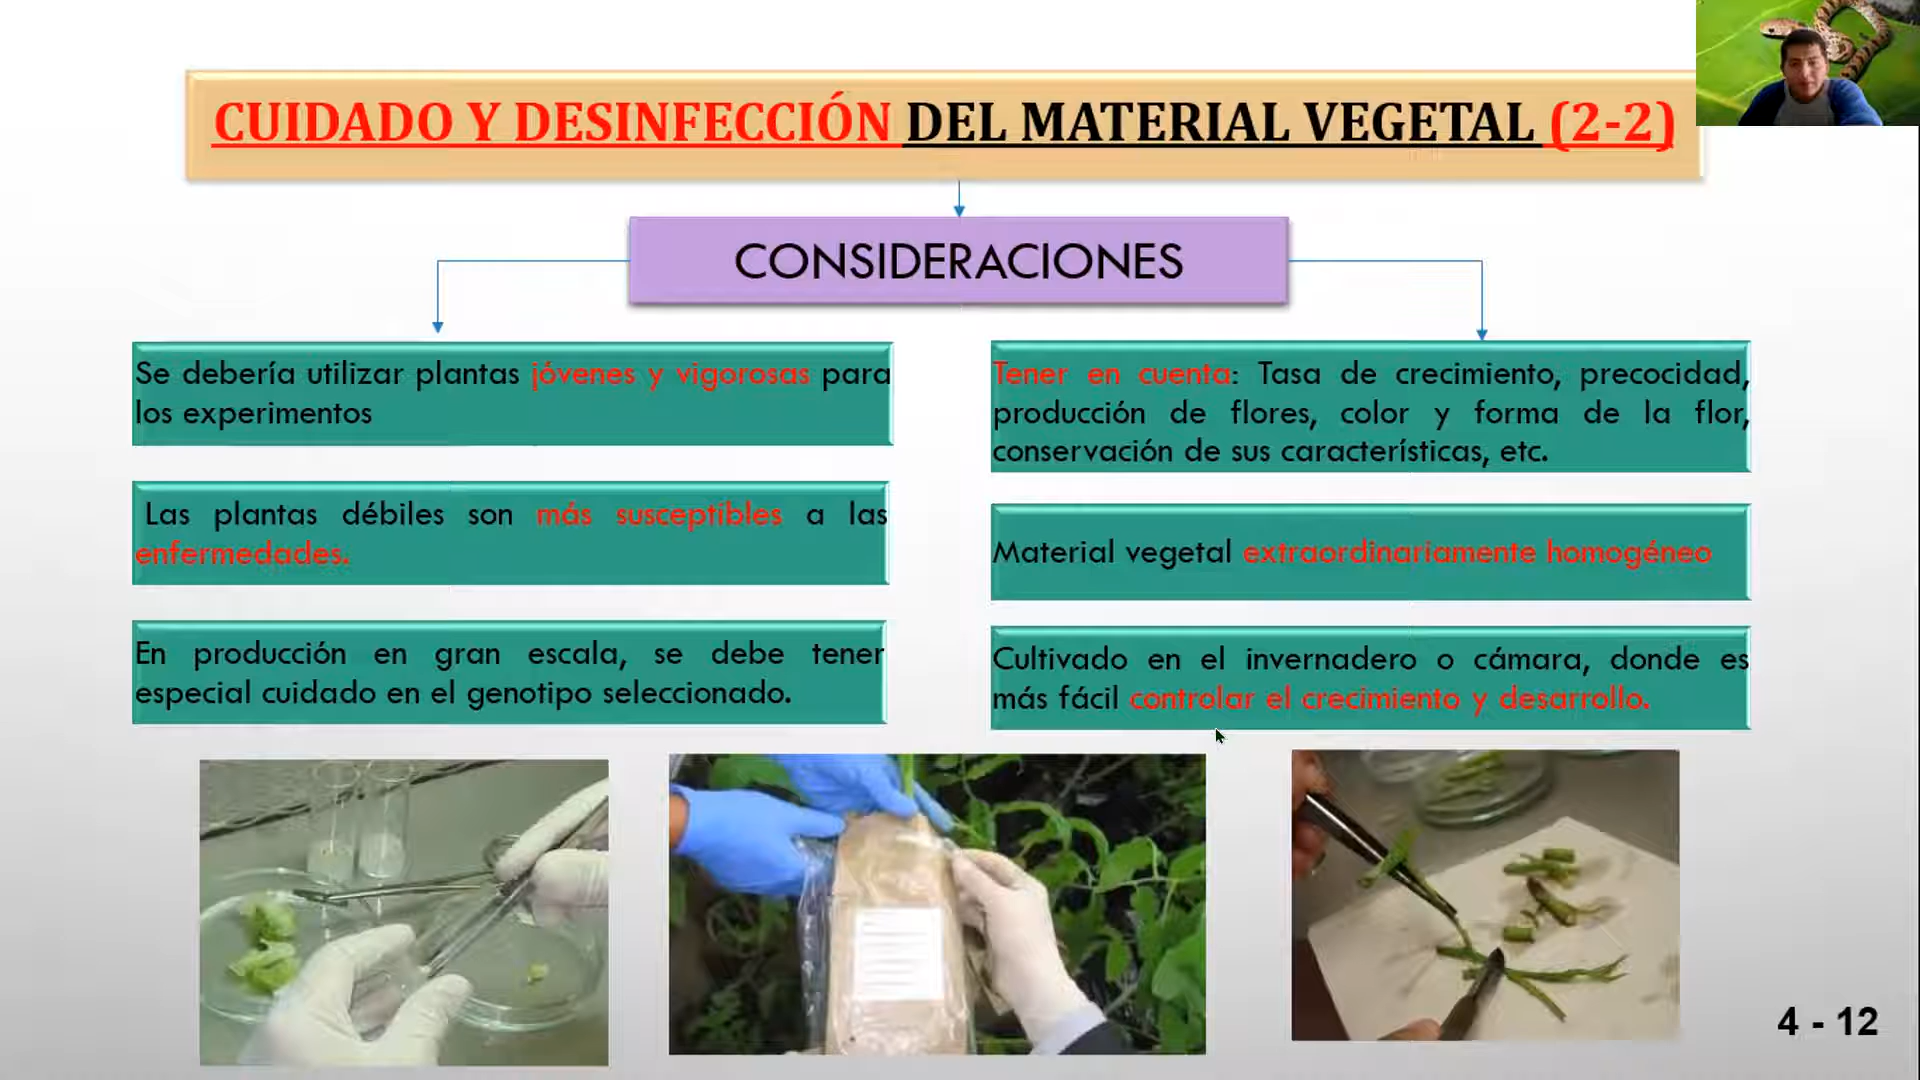 CUIDADO Y DESINFECCIÓN DEL MATERIAL VEGETAL (2-2)
CONSIDERACIONES
Se debería utilizar plantas jóvenes y vigorosas para
los experimentos
Las plantas débiles son más susceptibles a las
enfermedades.
En producción en gran escala, se debe tener
especial cuidado en el genotipo seleccionado.
Tener en cuenta: Tasa de crecimiento, precocidad,
producción de flores, color y forma de la flor,
conservación de sus características, etc.
Material vegetal extraordinariamente homogéneo
Cultivado en el invernadero o cámara, donde es
más fácil controlar el crecimiento y desarrollo.
4 - 12